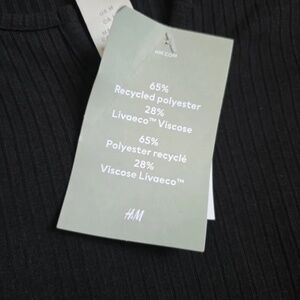 65%
Recycled polyester
28%
Livaeco™ Viscose
65%
Polyester recyclé
28%
Viscose Livaeco™
H&M